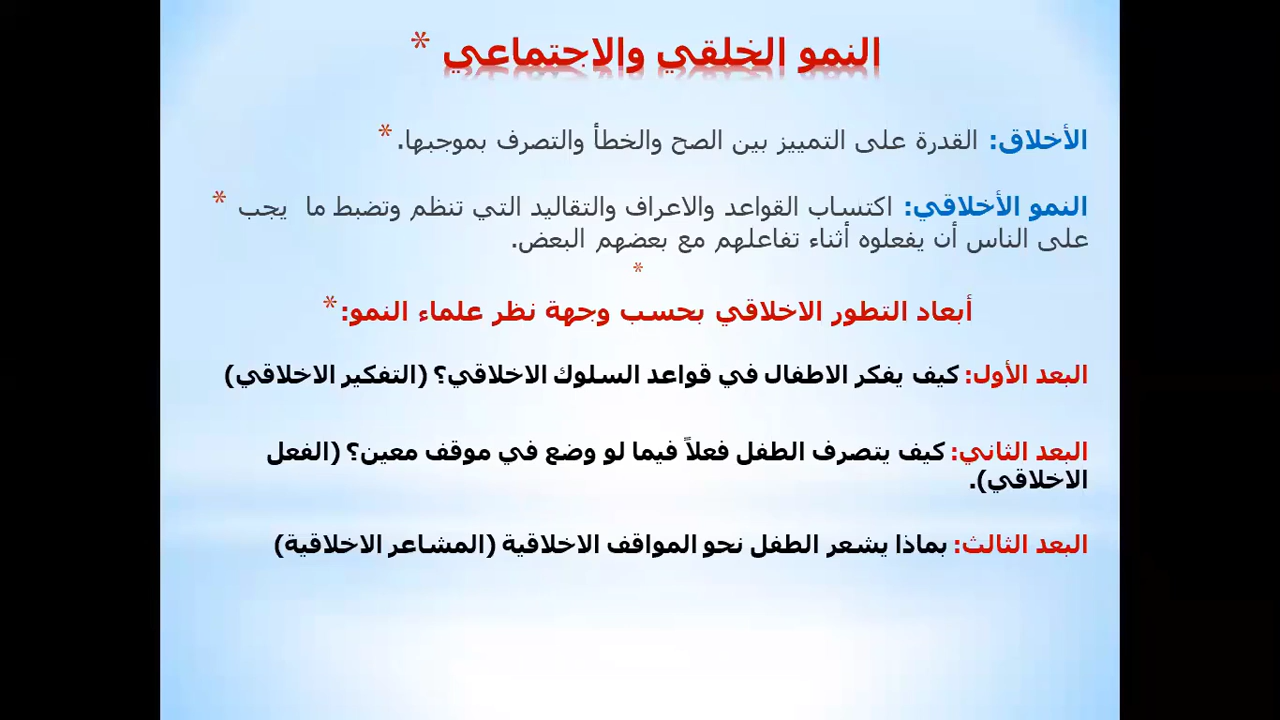 النمو الخلقي والاجتماعي *
الأخلاق: القدرة على التمييز بين الصح والخطأ والتصرف بموجبها. *
النمو الأخلاقي: اكتساب القواعد والاعراف والتقاليد التي تنظم وتضبط ما يجب *
على الناس أن يفعلوه أثناء تفاعلهم مع بعضهم البعض.
*
أبعاد التطور الاخلاقي بحسب وجهة نظر علماء النمو: *
البعد الأول: كيف يفكر الاطفال في قواعد السلوك الاخلاقي؟ (التفكير الاخلاقي)
البعد الثاني: كيف يتصرف الطفل فعلاً فيما لو وضع في موقف معين؟ (الفعل
الاخلاقي).
البعد الثالث: بماذا يشعر الطفل نحو المواقف الاخلاقية (المشاعر الاخلاقية)